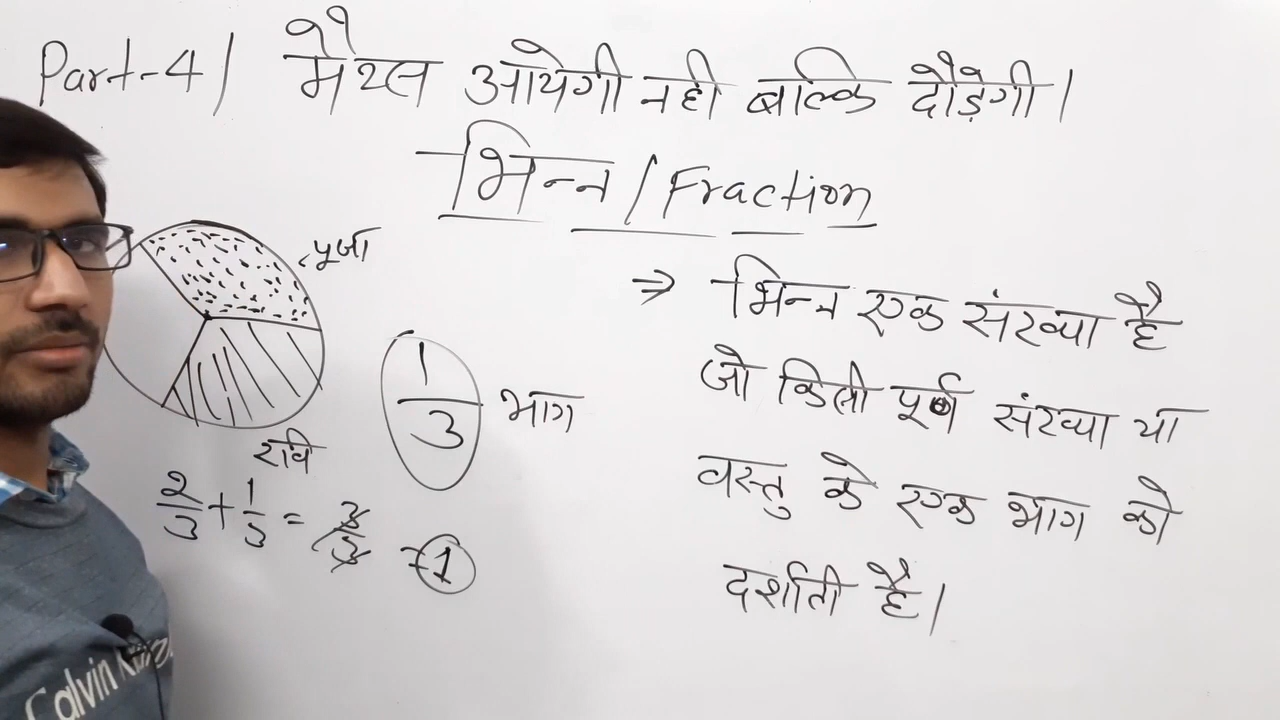 Part-4/ मैथ्स आयेगी नही बल्कि दौड़ेगी।
भिन्न / Fraction
पूजा
⇒ भिन्न एक संख्या है
जो किसी पूर्ण संख्या या
वस्तु के एक भाग को
दर्शाती है।
1/3 भाग
रवि
2/3 + 1/3 = 3/3 = 1
Calvin